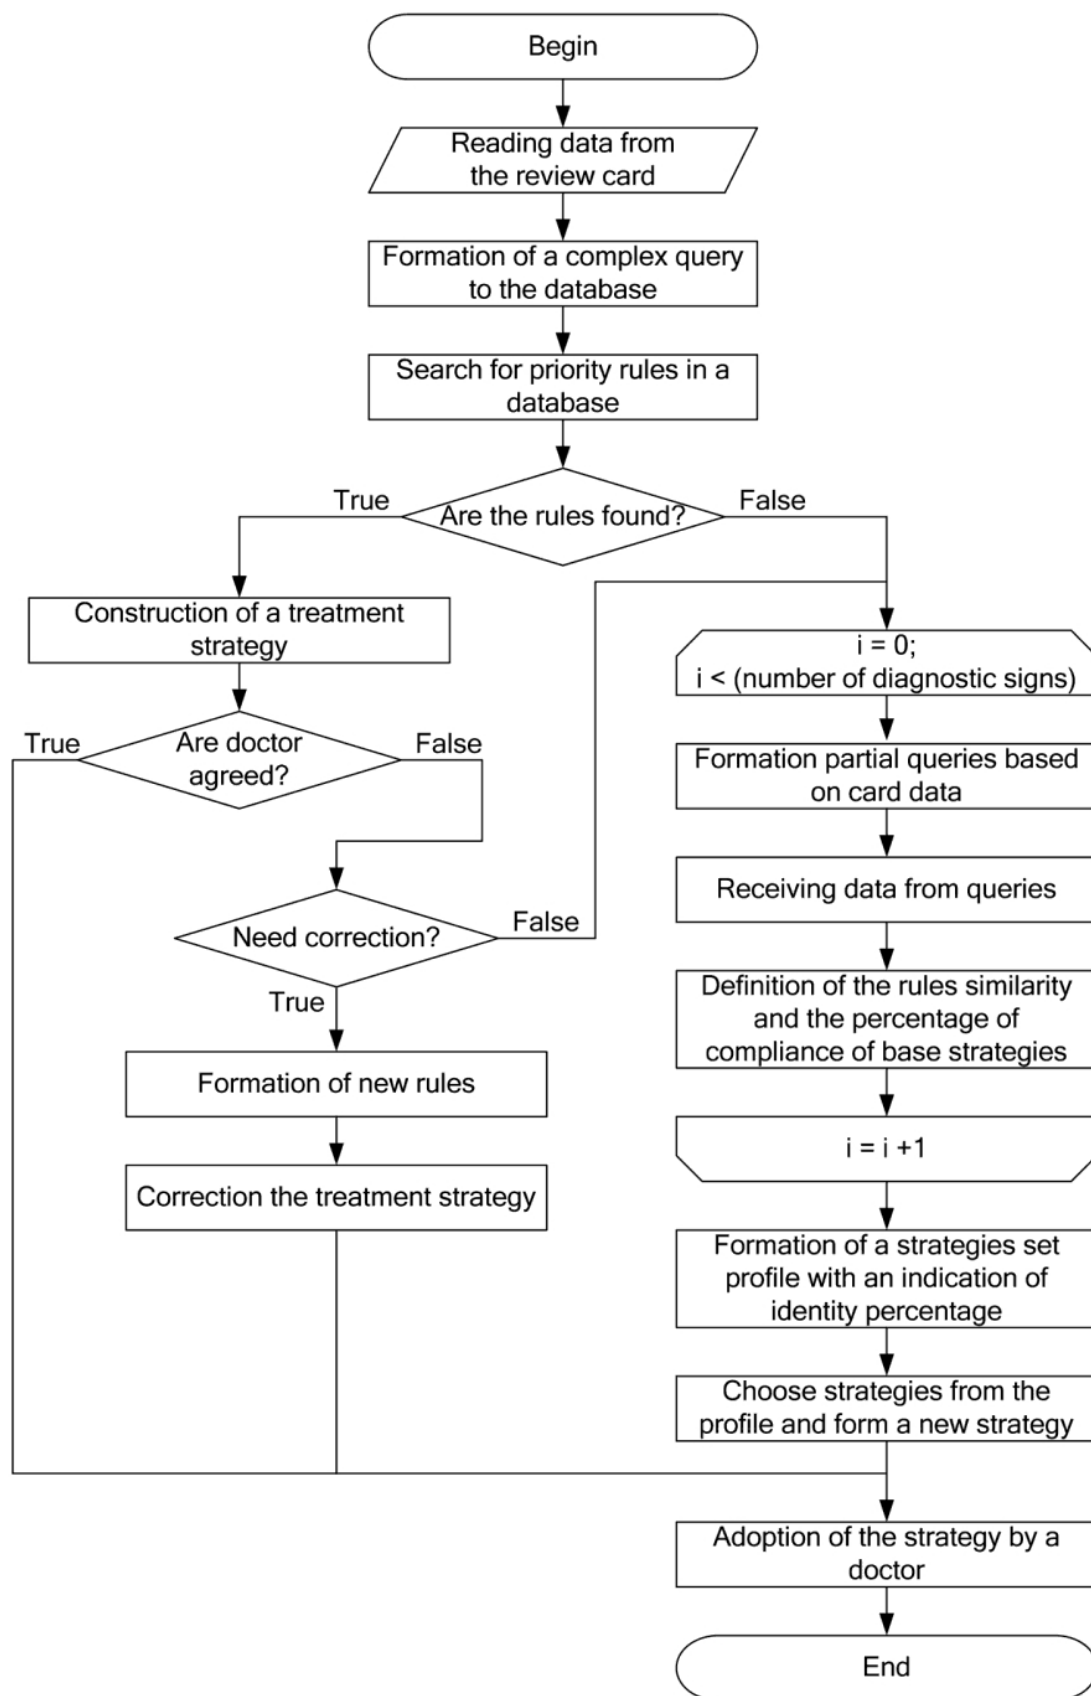 Begin
Reading data from
the review card
Formation of a complex query
to the database
Search for priority rules in a
database
True
Are the rules found?
False
Construction of a treatment
strategy
True
Are doctor
agreed?
False
Need correction?
False
True
Formation of new rules
Correction the treatment strategy
i = 0;
i < (number of diagnostic signs)
Formation partial queries based
on card data
Receiving data from queries
Definition of the rules similarity
and the percentage of
compliance of base strategies
i = i +1
Formation of a strategies set
profile with an indication of
identity percentage
Choose strategies from the
profile and form a new strategy
Adoption of the strategy by a
doctor
End